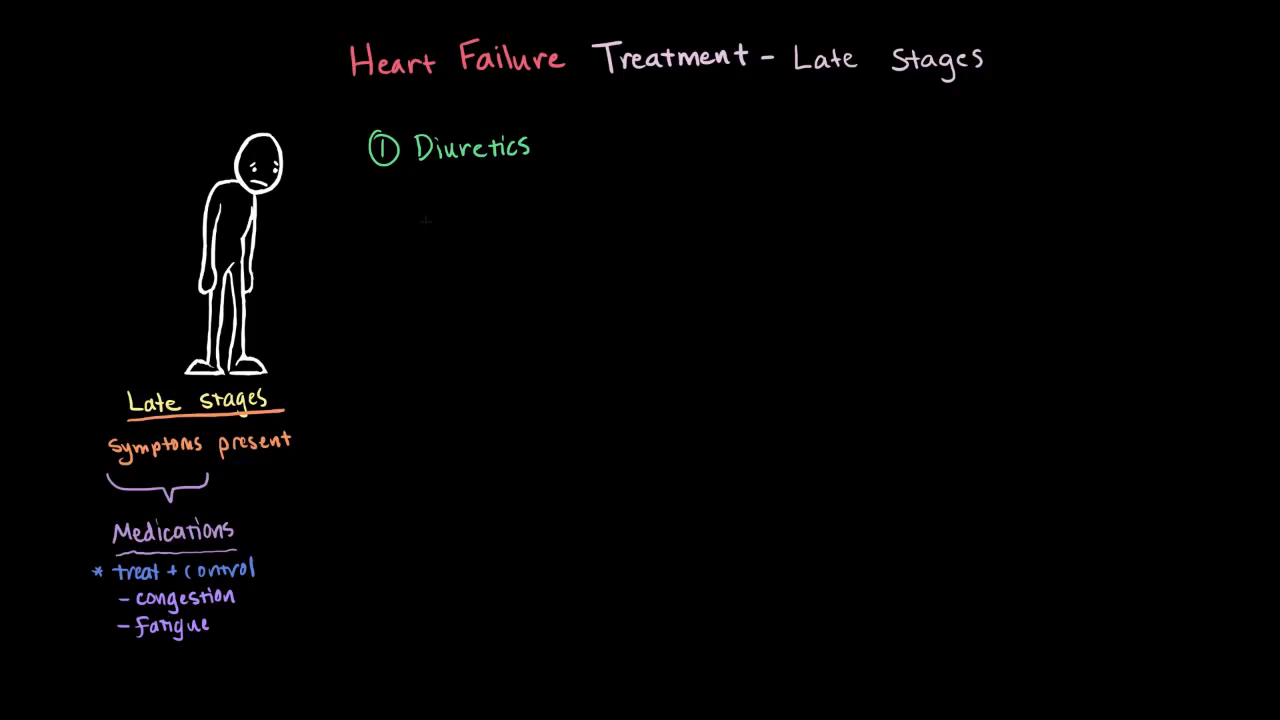 Heart Failure Treatment - Late Stages
① Diuretics
Late stages
Symptoms present
Medications
* treat + control
- congestion
- fatigue